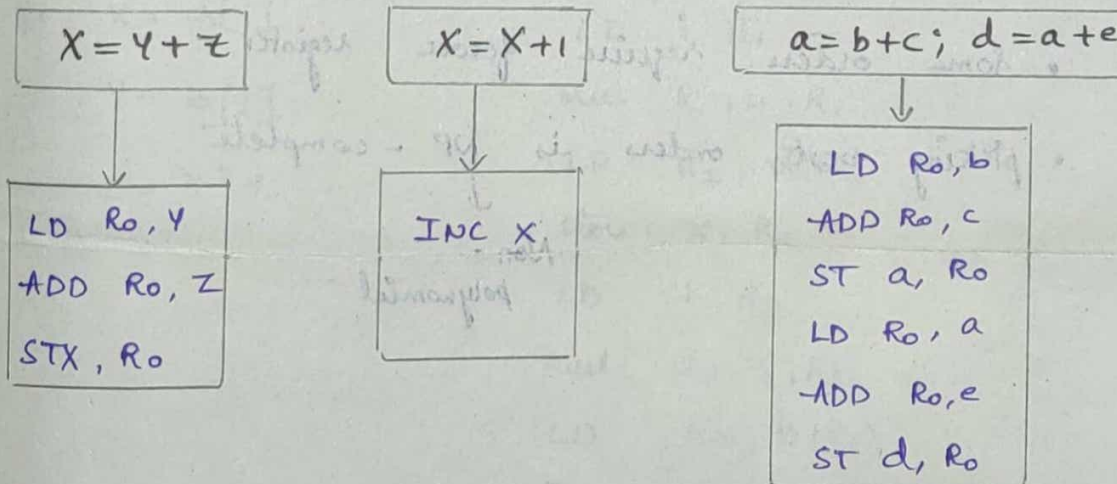 X = Y + Z
LD R0, Y
ADD R0, Z
STX, R0
X = X + 1
INC X
a = b + c; d = a + e
LD R0, b
ADD R0, c
ST a, R0
LD R0, a
ADD R0, e
ST d, R0